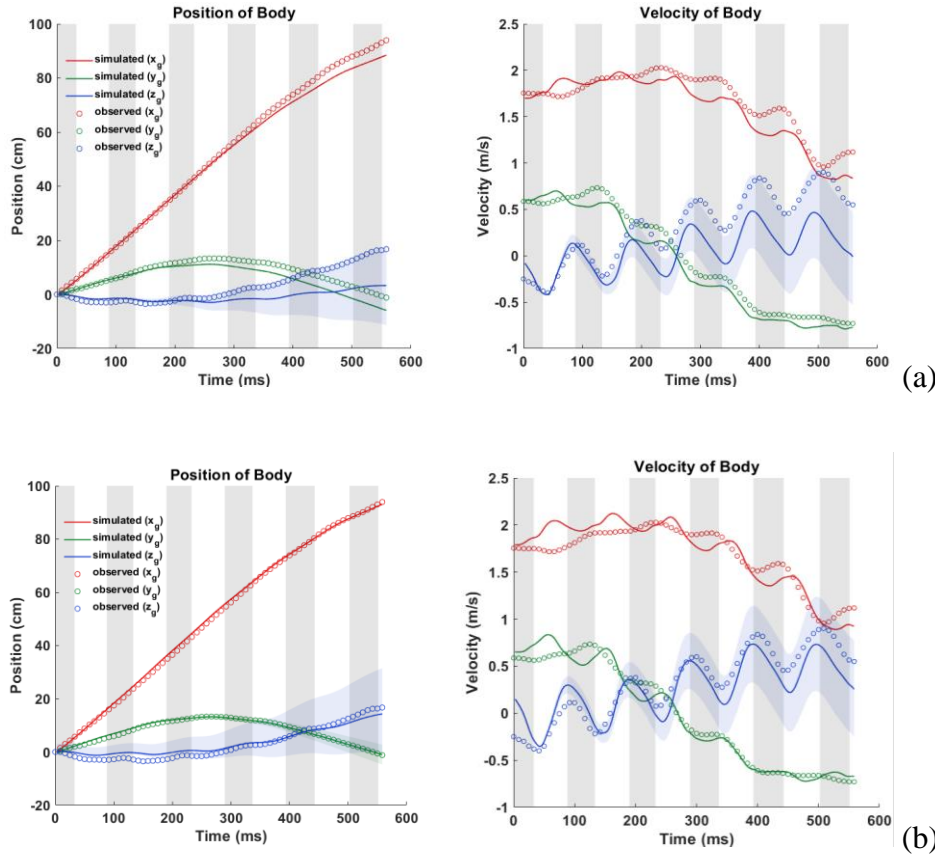 Position of Body
Position (cm)
100
80
60
40
20
0
-20
simulated (x_g)
simulated (y_g)
simulated (z_g)
observed (x_g)
observed (y_g)
observed (z_g)
0 100 200 300 400 500 600
Time (ms)
Velocity of Body
Velocity (m/s)
2.5
2
1.5
1
0.5
0
-0.5
-1
0 100 200 300 400 500 600
Time (ms)
(a)
Position of Body
Position (cm)
100
80
60
40
20
0
-20
simulated (x_g)
simulated (y_g)
simulated (z_g)
observed (x_g)
observed (y_g)
observed (z_g)
0 100 200 300 400 500 600
Time (ms)
Velocity of Body
Velocity (m/s)
2.5
2
1.5
1
0.5
0
-0.5
-1
0 100 200 300 400 500 600
Time (ms)
(b)